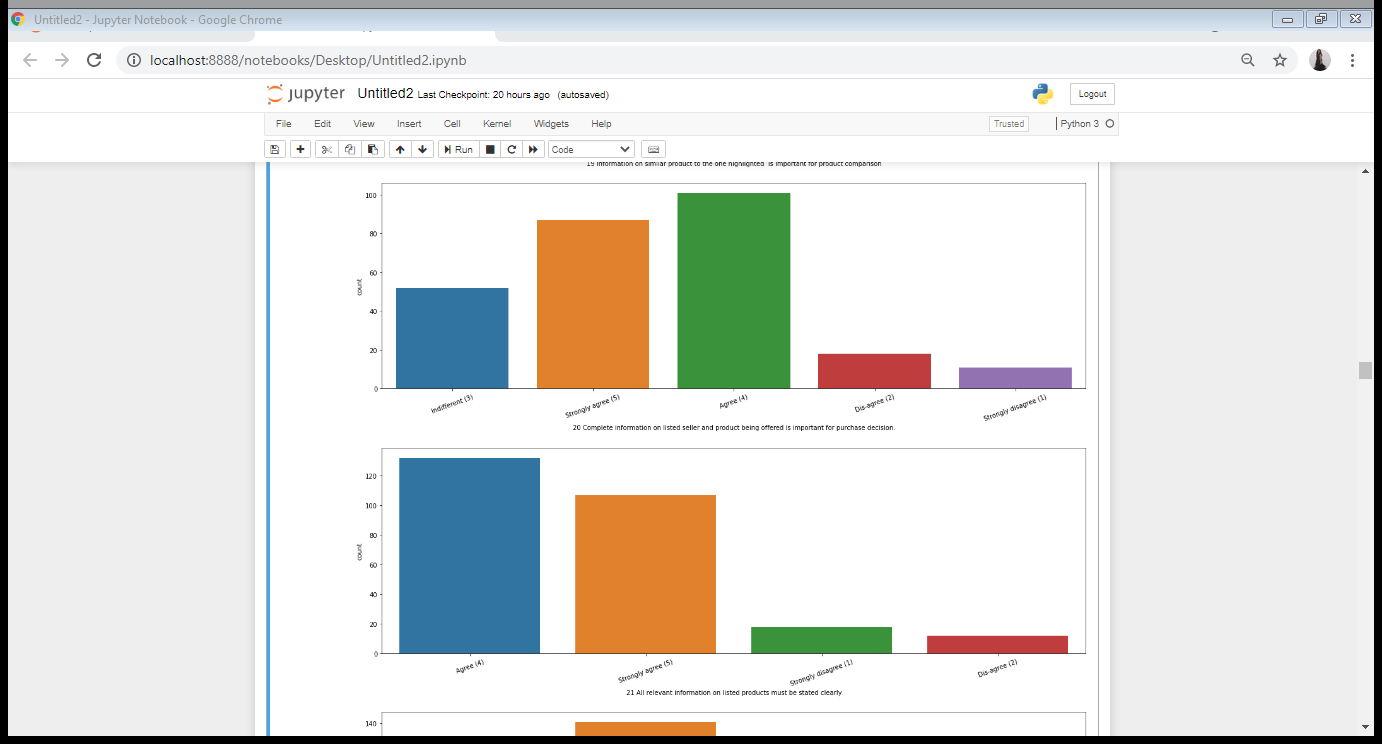 Untitled2 - Jupyter Notebook - Google Chrome
localhost:8888/notebooks/Desktop/Untitled2.ipynb
jupyter Untitled2 Last Checkpoint: 20 hours ago (autosaved)
Logout
File Edit View Insert Cell Kernel Widgets Help
Trusted
Python 3
Run
Code
19 Information on similar product to the one highlighted is important for product comparison
100
80
60
40
20
0
count
Indifferent (3)
Strongly agree (5)
Agree (4)
Dis-agree (2)
Strongly disagree (1)
20 Complete information on listed seller and product being offered is important for purchase decision.
120
100
80
60
40
20
0
count
Agree (4)
Strongly agree (5)
Strongly disagree (1)
Dis-agree (2)
21 All relevant information on listed products must be stated clearly
140